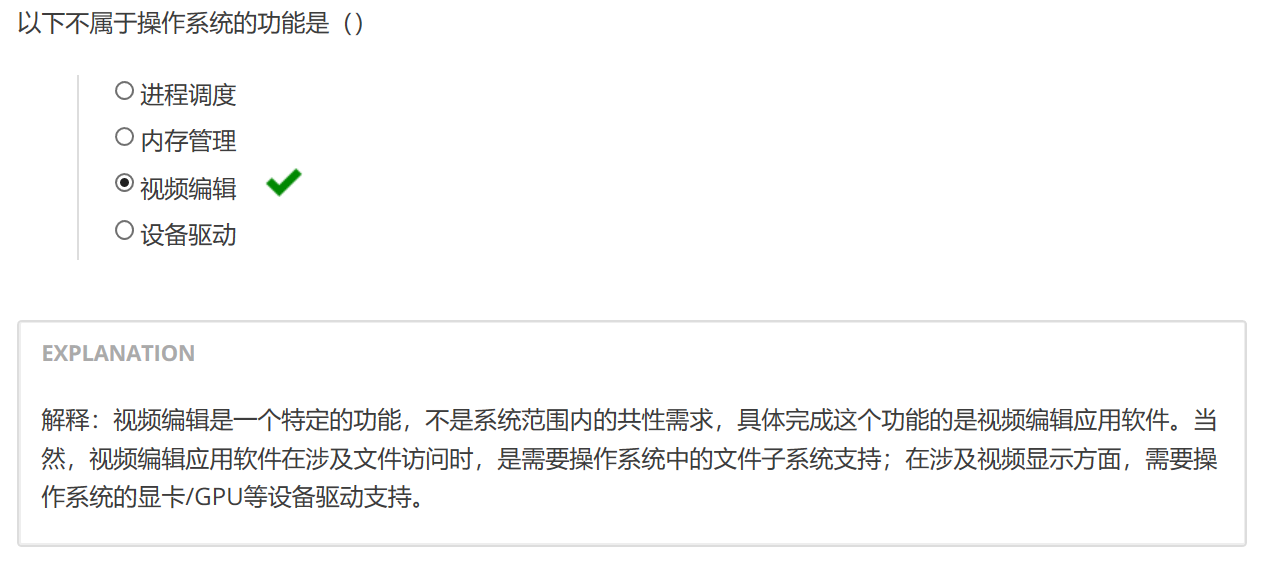 以下不属于操作系统的功能是（）
进程调度
内存管理
视频编辑
设备驱动
EXPLANATION
解释：视频编辑是一个特定的功能，不是系统范围内的共性需求，具体完成这个功能的是视频编辑应用软件。当
然，视频编辑应用软件在涉及文件访问时，是需要操作系统中的文件子系统支持；在涉及视频显示方面，需要操
作系统的显卡/GPU等设备驱动支持。